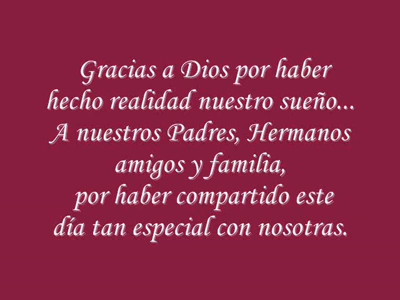 Gracias a Dios por haber
hecho realidad nuestro sueño...
A nuestros Padres, Hermanos
amigos y familia,
por haber compartido este
día tan especial con nosotras.